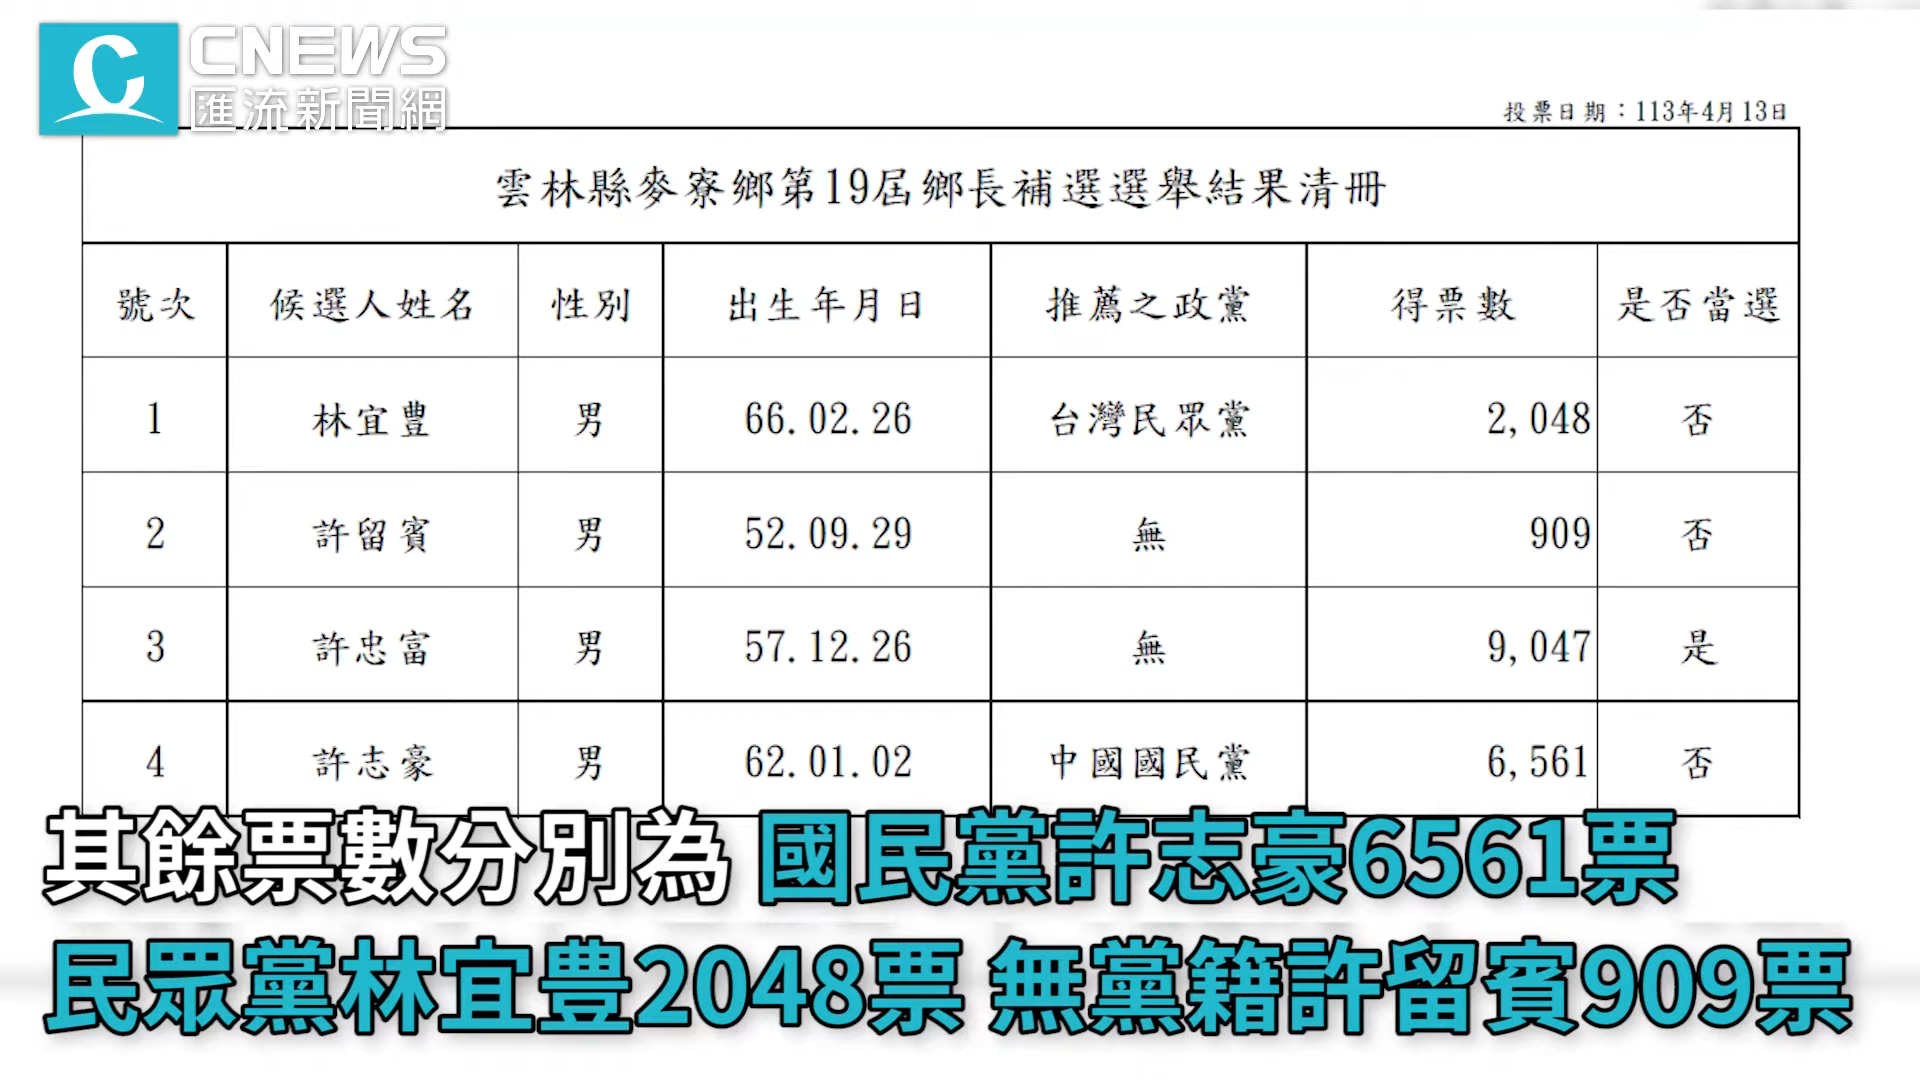 CNEWS
匯流新聞網
投票日期：113年4月13日
雲林縣麥寮鄉第19屆鄉長補選選舉結果清冊
號次 候選人姓名 性別 出生年月日 推薦之政黨 得票數 是否當選
1 林宜豊 男 66.02.26 台灣民眾黨 2,048 否
2 許留賓 男 52.09.29 無 909 否
3 許忠富 男 57.12.26 無 9,047 是
4 許志豪 男 62.01.02 中國國民黨 6,561 否
其餘票數分別為 國民黨許志豪6561票
民眾黨林宜豊2048票 無黨籍許留賓909票